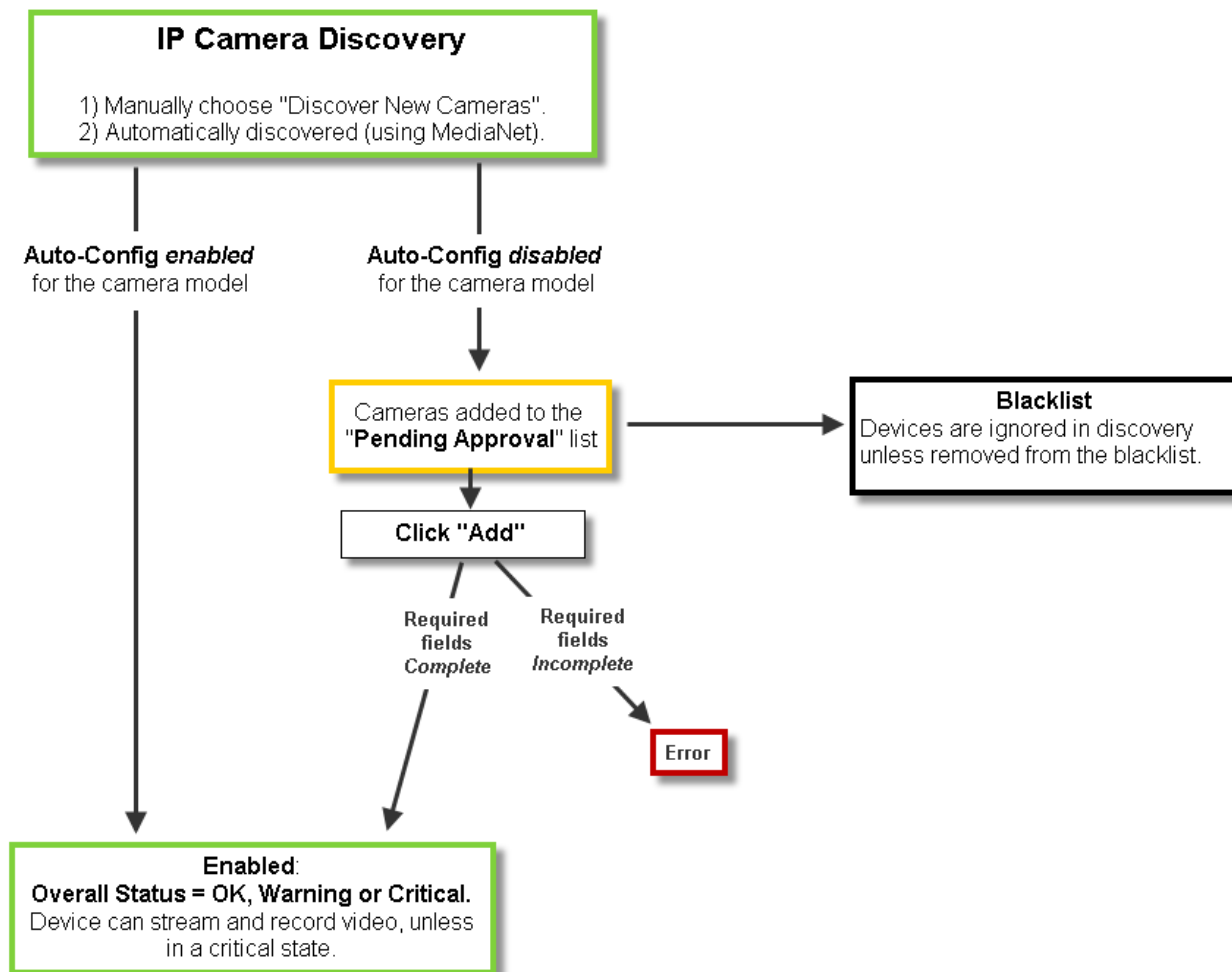 IP Camera Discovery
1) Manually choose "Discover New Cameras".
2) Automatically discovered (using MediaNet).
Auto-Config enabled
for the camera model
Auto-Config disabled
for the camera model
Cameras added to the
"Pending Approval" list
Blacklist
Devices are ignored in discovery
unless removed from the blacklist.
Click "Add"
Required
fields
Complete
Required
fields
Incomplete
Error
Enabled:
Overall Status = OK, Warning or Critical.
Device can stream and record video, unless
in a critical state.